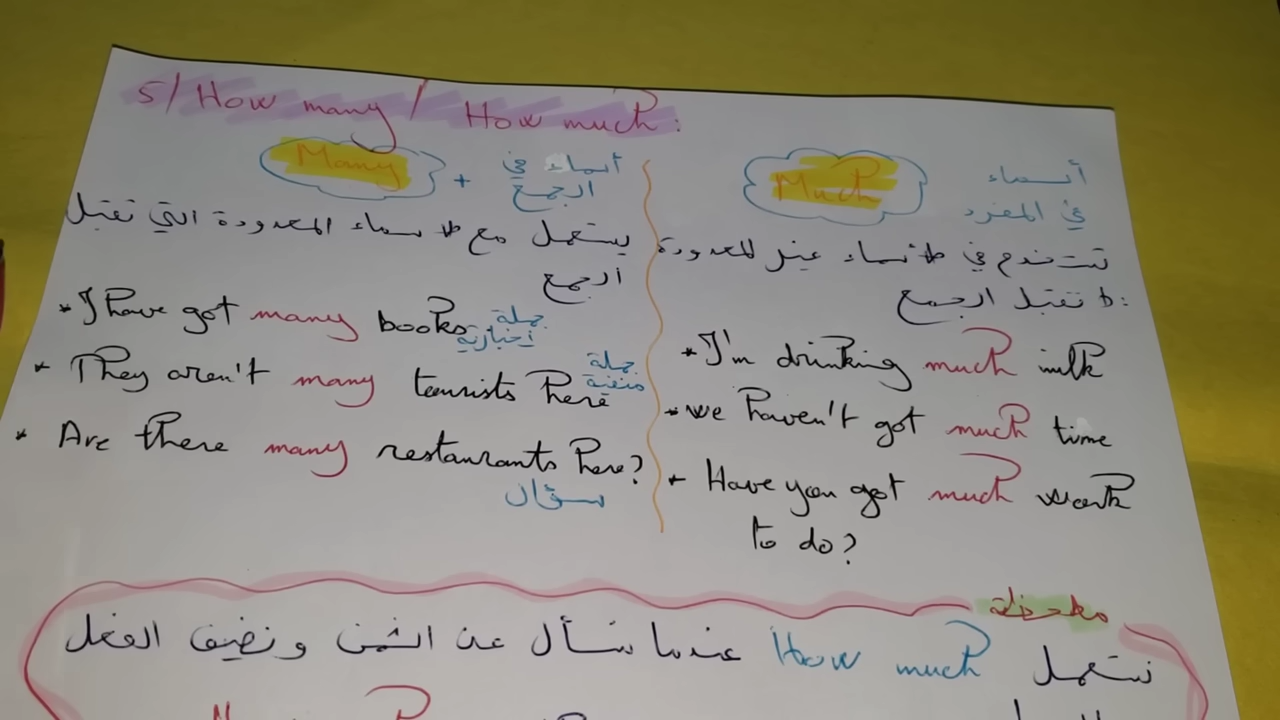 5/ How many / How much:
Many + أسماء في
الجمع
يستعمل مع الأسماء المعدودة التي تقبل
الجمع
* I have got many books جملة
إخبارية
* They aren't many tourists here جملة
منفية
* Are there many restaurants here?
سؤال
Much أسماء
في المفرد
تستخدم في الأسماء غير المعدودة
لا تقبل الجمع:
* I'm drinking much milk
* we haven't got much time
* Have you got much work
to do?
ملاحظة
نستعمل How much عندما نسأل عن الثمن ونضيف الفعل